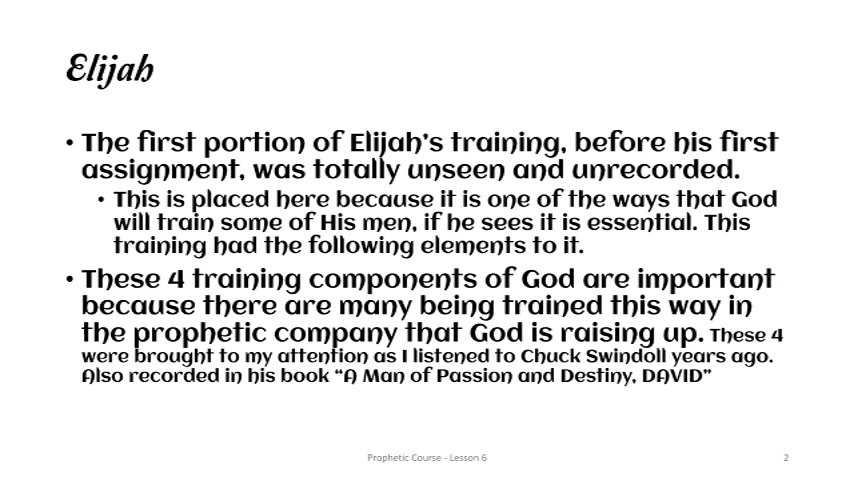 Elijah
• The first portion of Elijah's training, before his first
assignment, was totally unseen and unrecorded.
• This is placed here because it is one of the ways that God
will train some of His men, if he sees it is essential. This
training had the following elements to it.
• These 4 training components of God are important
because there are many being trained this way in
the prophetic company that God is raising up. These 4
were brought to my attention as I listened to Chuck Swindoll years ago.
Also recorded in his book “A Man of Passion and Destiny, DAVID”
Prophetic Course - Lesson 6
2